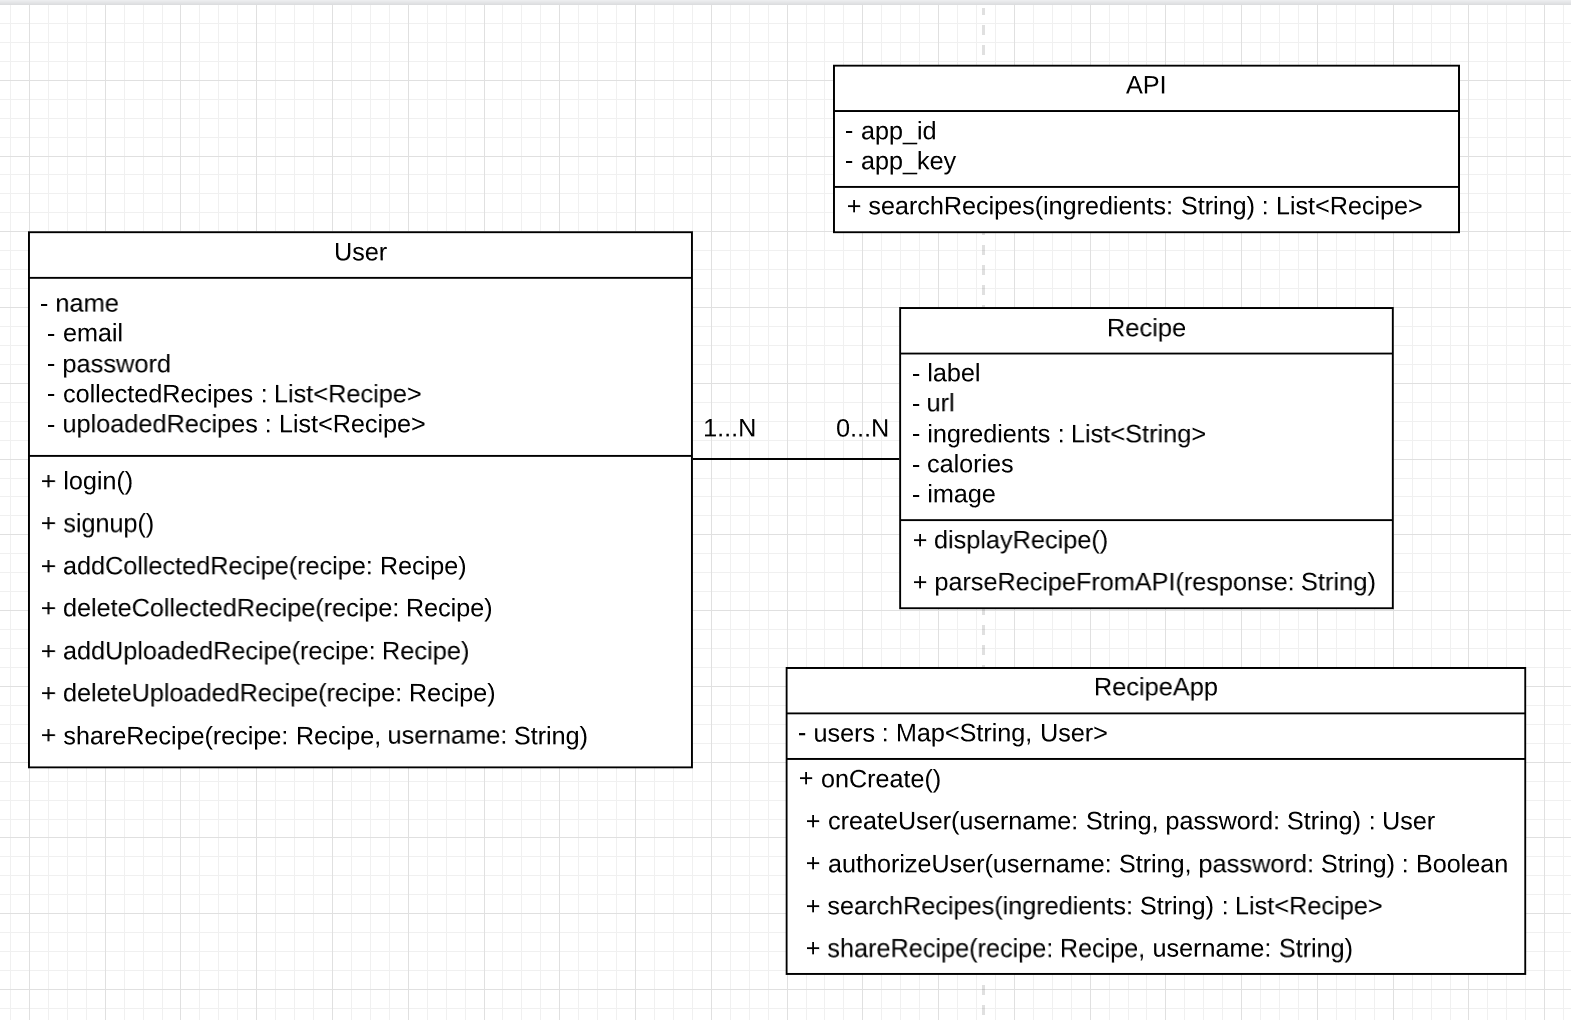 API
- app_id
- app_key
+ searchRecipes(ingredients: String) : List<Recipe>
User
- name
- email
- password
- collectedRecipes : List<Recipe>
- uploadedRecipes : List<Recipe>
+ login()
+ signup()
+ addCollectedRecipe(recipe: Recipe)
+ deleteCollectedRecipe(recipe: Recipe)
+ addUploadedRecipe(recipe: Recipe)
+ deleteUploadedRecipe(recipe: Recipe)
+ shareRecipe(recipe: Recipe, username: String)
1...N
0...N
Recipe
- label
- url
- ingredients : List<String>
- calories
- image
+ displayRecipe()
+ parseRecipeFromAPI(response: String)
RecipeApp
- users : Map<String, User>
+ onCreate()
+ createUser(username: String, password: String) : User
+ authorizeUser(username: String, password: String) : Boolean
+ searchRecipes(ingredients: String) : List<Recipe>
+ shareRecipe(recipe: Recipe, username: String)